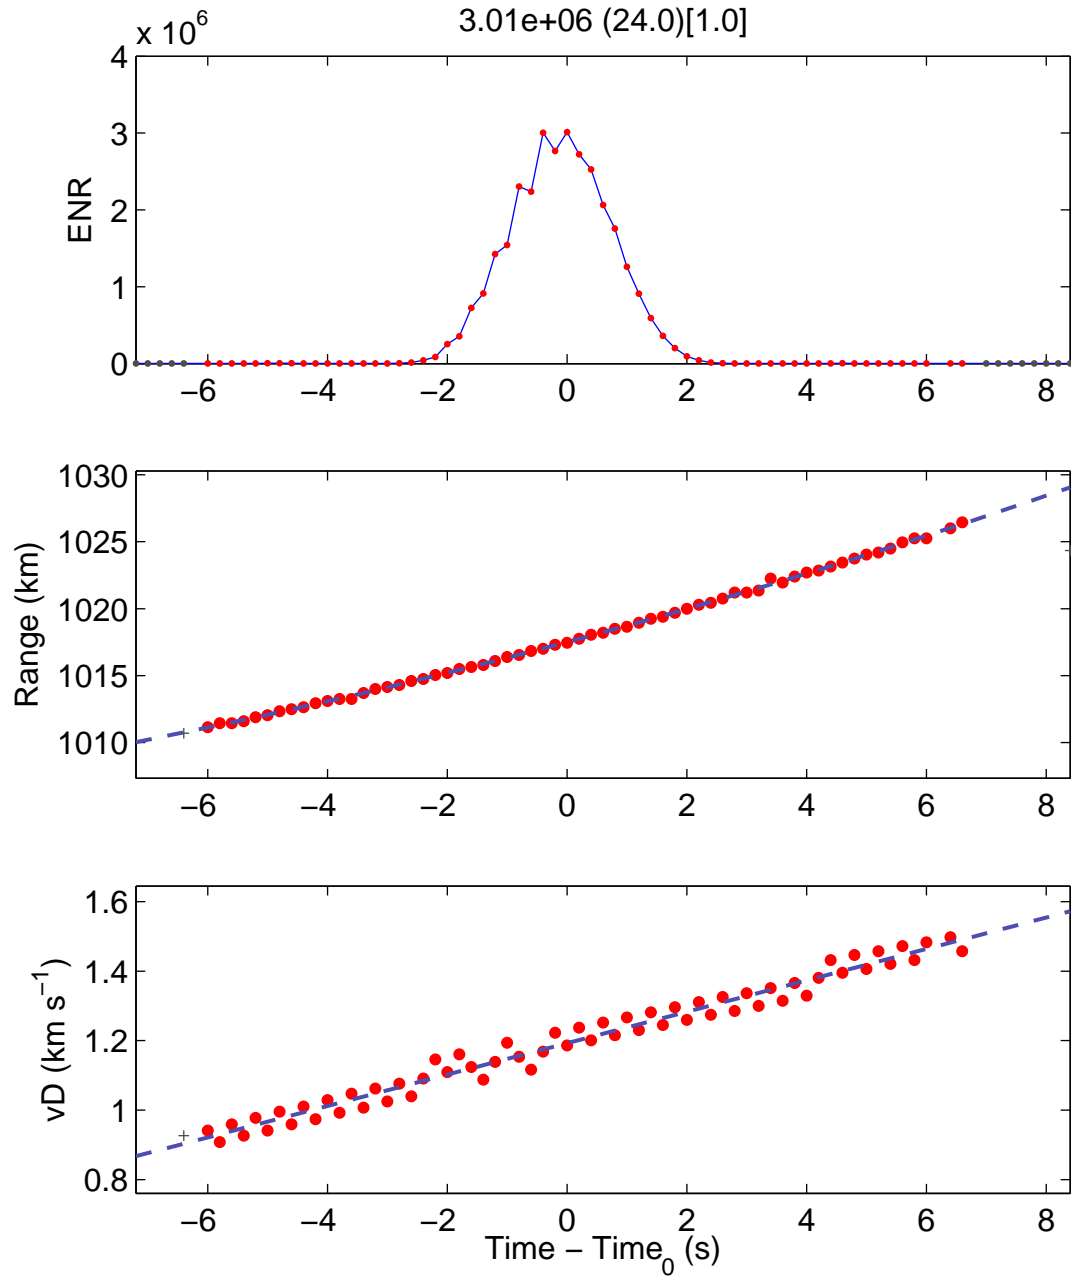 3.01e+06 (24.0)[1.0]
x 10⁶
4
3
2
1
0
ENR
−6 −4 −2 0 2 4 6 8
1030
1025
1020
1015
1010
Range (km)
−6 −4 −2 0 2 4 6 8
1.6
1.4
1.2
1
0.8
vD (km s⁻¹)
−6 −4 −2 0 2 4 6 8
Time − Time₀ (s)